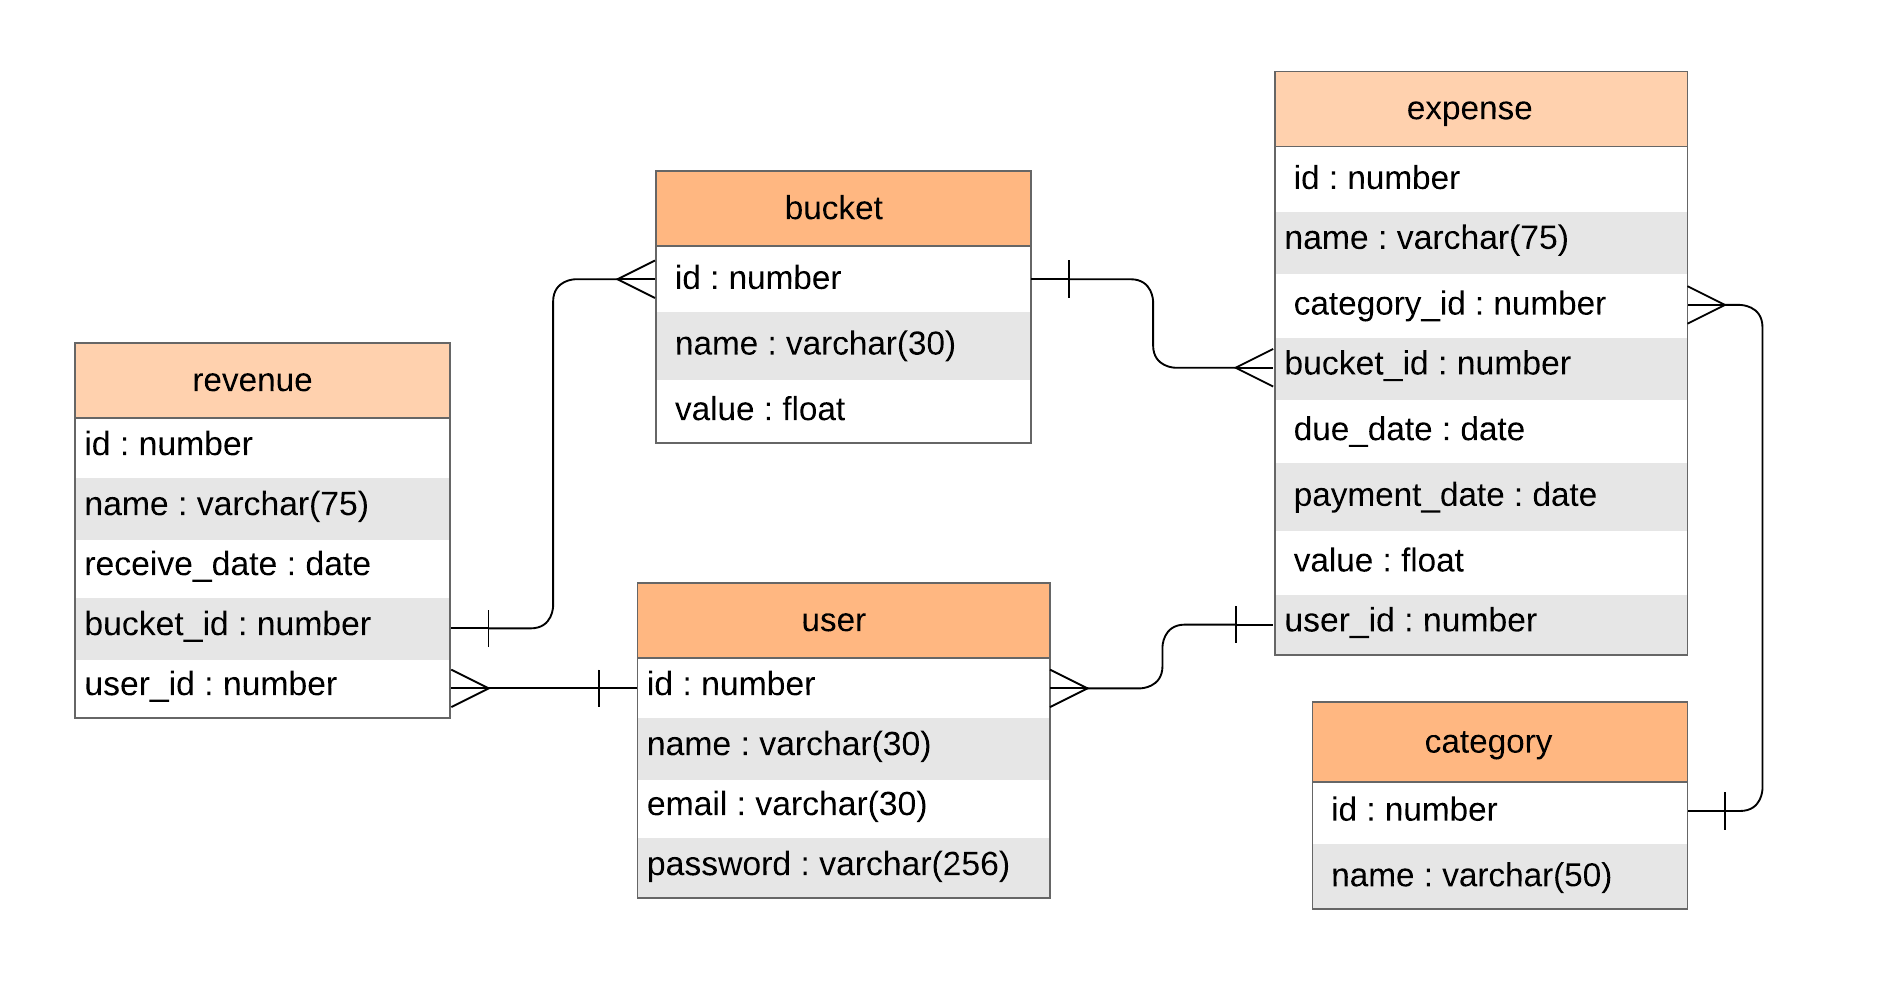 revenue
id : number
name : varchar(75)
receive_date : date
bucket_id : number
user_id : number
bucket
id : number
name : varchar(30)
value : float
user
id : number
name : varchar(30)
email : varchar(30)
password : varchar(256)
expense
id : number
name : varchar(75)
category_id : number
bucket_id : number
due_date : date
payment_date : date
value : float
user_id : number
category
id : number
name : varchar(50)